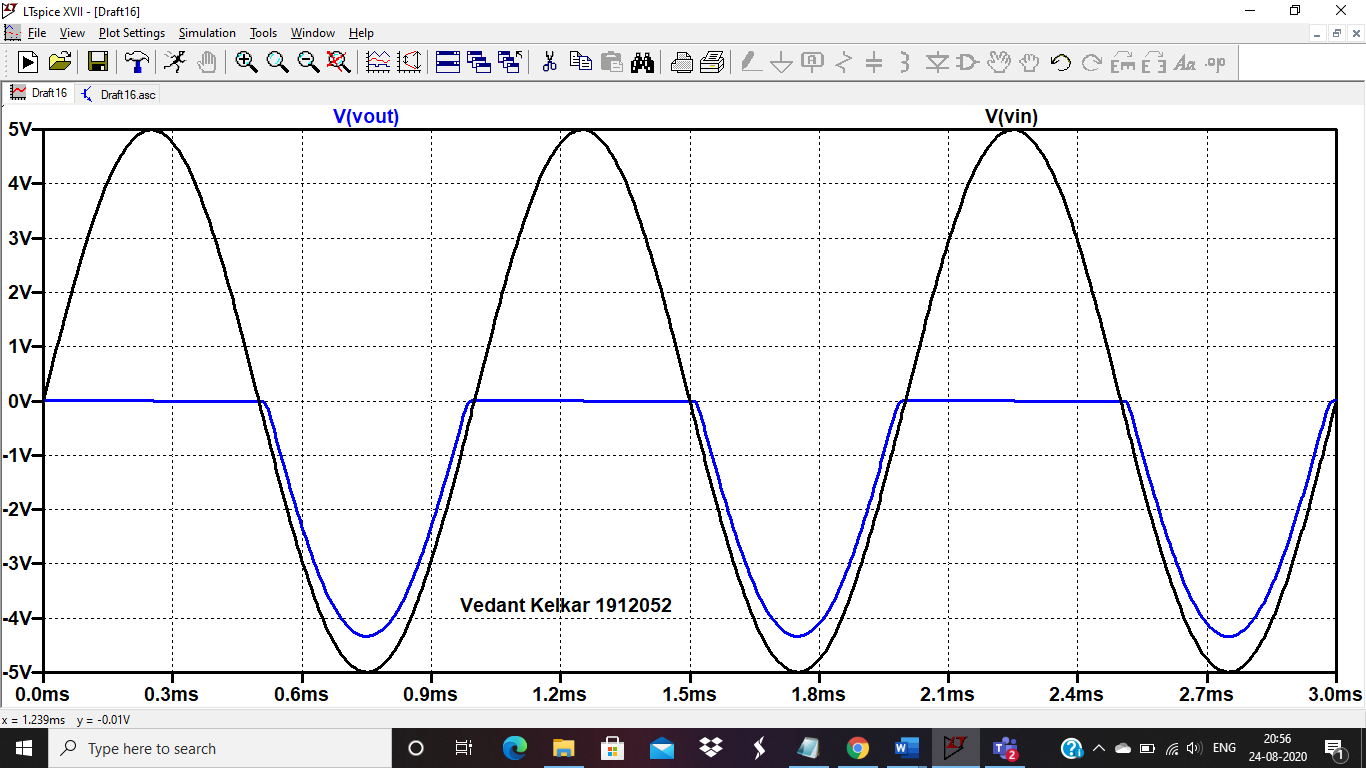 LTspice XVII - [Draft16]
File View Plot Settings Simulation Tools Window Help
Draft16 Draft16.asc
V(vout) V(vin)
5V
4V
3V
2V
1V
0V
-1V
-2V
-3V
Vedant Kelkar 1912052
-4V
-5V
0.0ms 0.3ms 0.6ms 0.9ms 1.2ms 1.5ms 1.8ms 2.1ms 2.4ms 2.7ms 3.0ms
x = 1.239ms y = -0.01V
Type here to search
ENG
20:56
24-08-2020